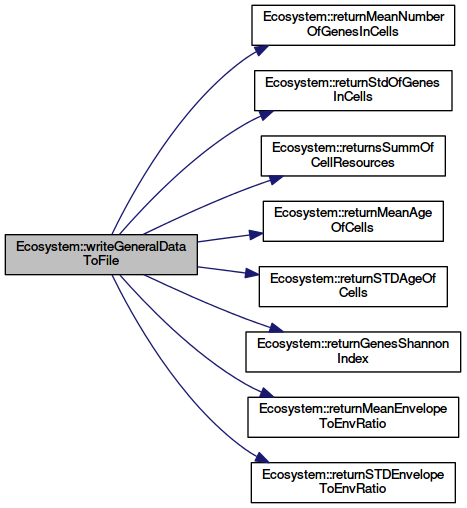 Ecosystem::returnMeanNumber
OfGenesInCells
Ecosystem::returnStdOfGenes
InCells
Ecosystem::returnsSummOf
CellResources
Ecosystem::returnMeanAge
OfCells
Ecosystem::writeGeneralData
ToFile
Ecosystem::returnSTDAgeOf
Cells
Ecosystem::returnGenesShannon
Index
Ecosystem::returnMeanEnvelope
ToEnvRatio
Ecosystem::returnSTDEnvelope
ToEnvRatio